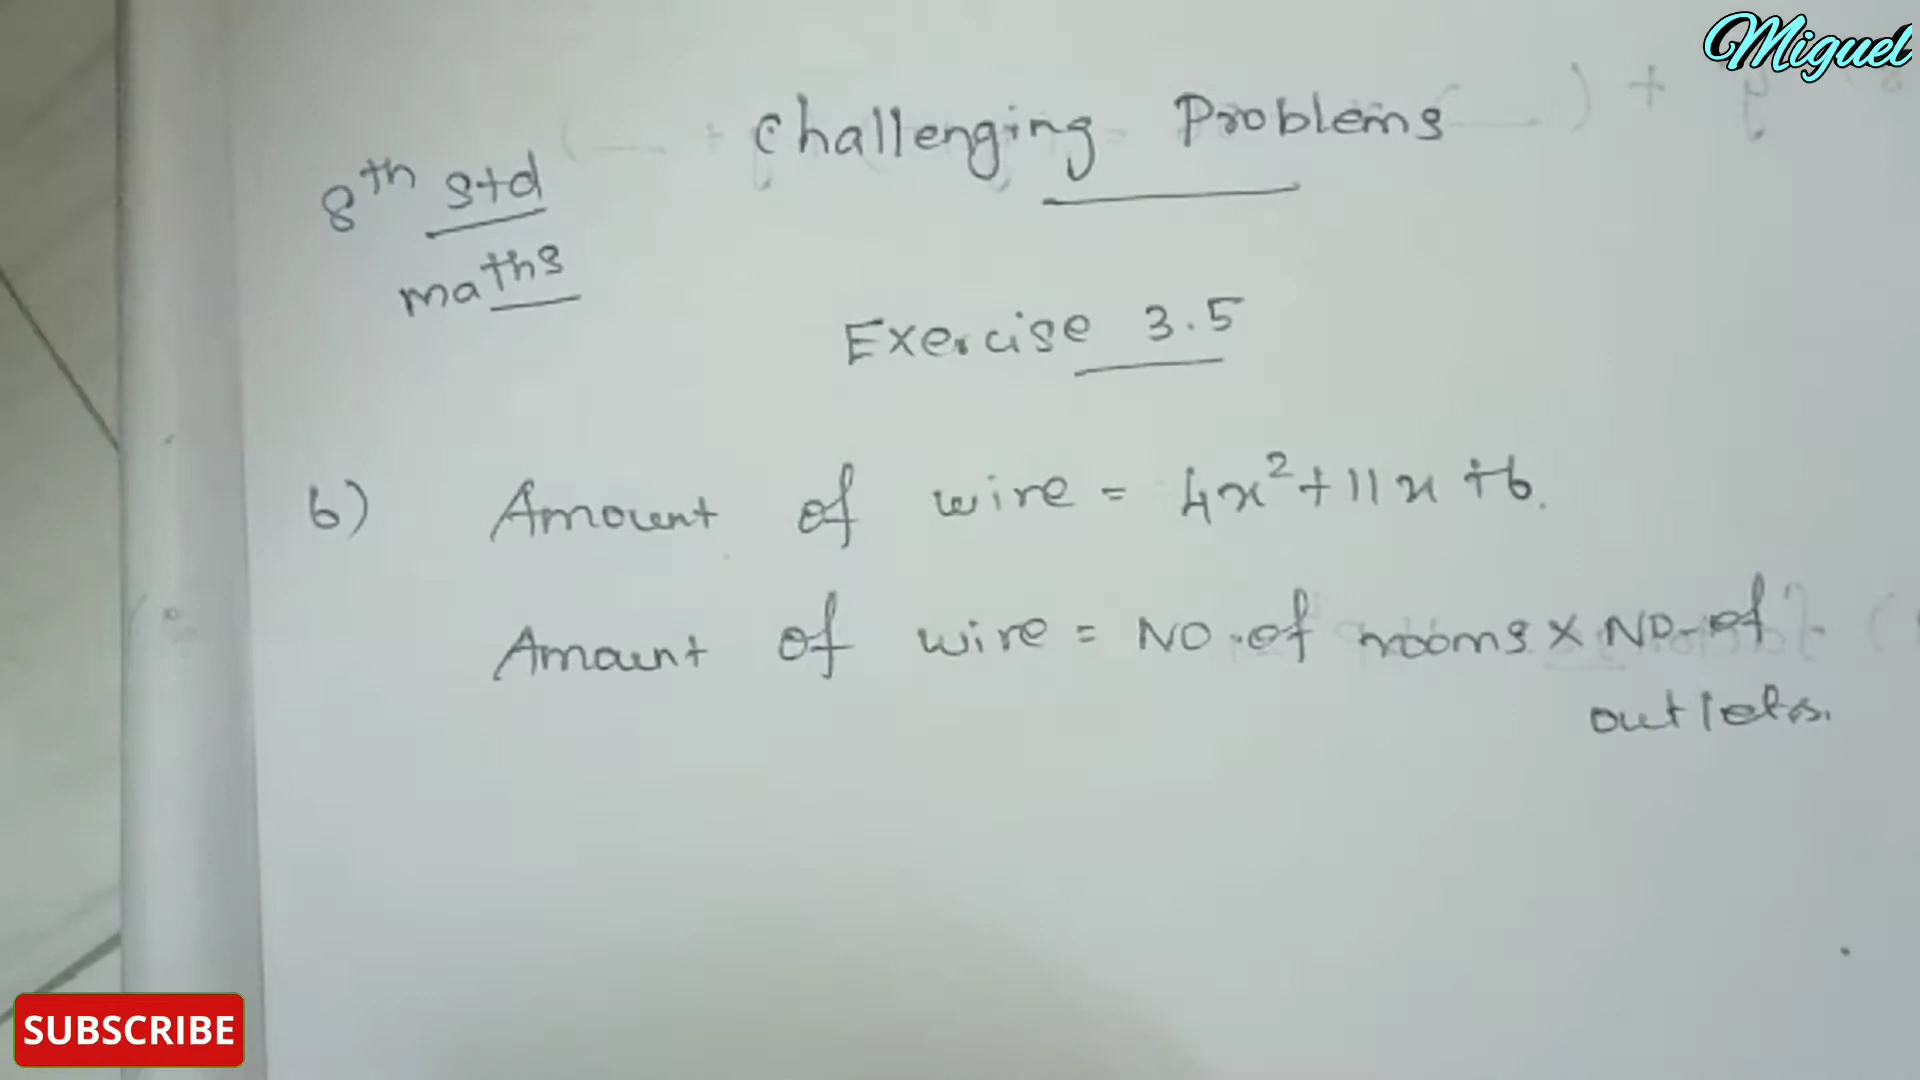 Miguel
Challenging Problems
8th std
maths
Exercise 3.5
6) Amount of wire = 4x²+11x+6.
Amount of wire = NO.of rooms × NO.of
outlets.
SUBSCRIBE